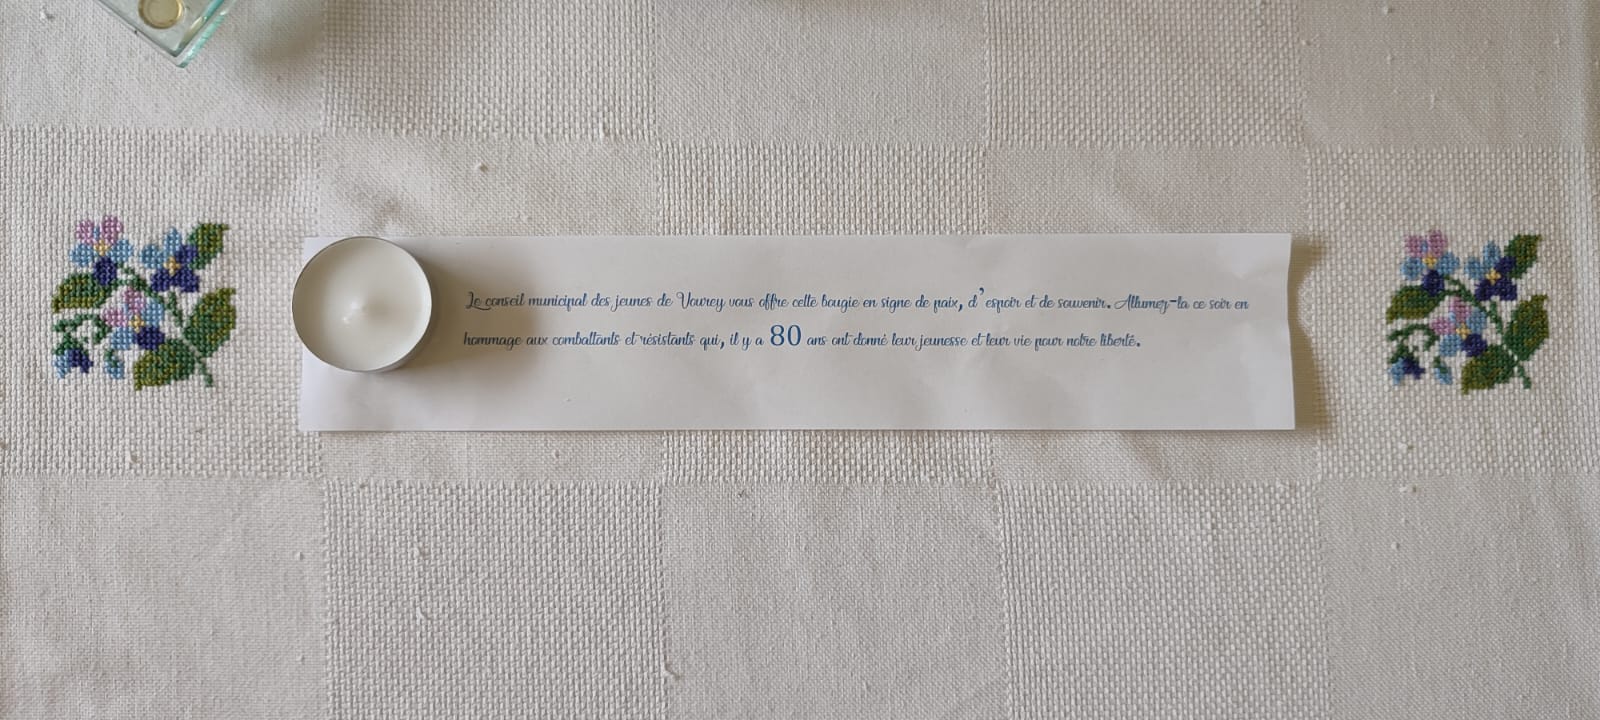 Le conseil municipal des jeunes de Vourey vous offre cette bougie en signe de paix, d'espoir et de souvenir. Allumez-la ce soir en
hommage aux combattants et résistants qui, il y a 80 ans ont donné leur jeunesse et leur vie pour notre liberté.